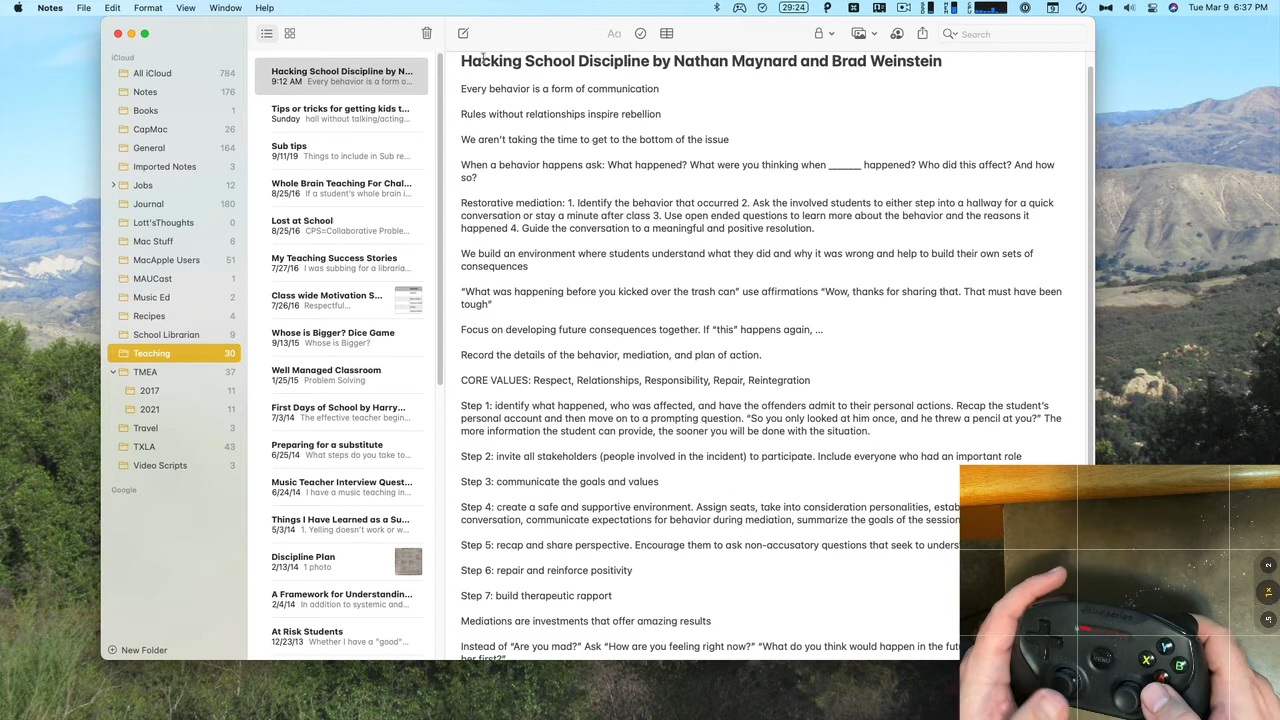 Notes File Edit Format View Window Help 29:24 Tue Mar 9 6:37 PM
Aa
Search
iCloud
All iCloud 784
Notes 176
Books 1
CapMac 26
General 164
Imported Notes 3
Jobs 12
Journal 180
Lott'sThoughts 0
Mac Stuff 6
MacApple Users 51
MAUCast 1
Music Ed 2
Recipes 4
School Librarian 9
Teaching 30
TMEA 37
2017 11
2021 11
Travel 2
TXLA 43
Video Scripts 3
Google
New Folder
Hacking School Discipline by N...
9:12 AM Every behavior is a form o...
Tips or tricks for getting kids t...
Sunday hall without talking/acting...
Sub tips
9/11/19 Things to include in Sub re...
Whole Brain Teaching For Chal...
8/25/16 If a student's whole brain i...
Lost at School
8/25/16 CPS=Collaborative Proble...
My Teaching Success Stories
7/27/16 I was subbing for a libraria...
Class wide Motivation S...
7/26/16 Respectful...
Whose is Bigger? Dice Game
9/13/15 Whose is Bigger?
Well Managed Classroom
1/25/15 Problem Solving
First Days of School by Harry...
7/3/14 The effective teacher begin...
Preparing for a substitute
6/25/14 What steps do you take to...
Music Teacher Interview Quest...
6/24/14 I have a music teaching in...
Things I Have Learned as a Su...
5/3/14 1. Yelling doesn't work or w...
Discipline Plan
2/13/14 1 photo
A Framework for Understandin...
2/4/14 In addition to systemic and...
At Risk Students
12/23/13 Whether I have a "good"...
Hacking School Discipline by Nathan Maynard and Brad Weinstein
Every behavior is a form of communication
Rules without relationships inspire rebellion
We aren't taking the time to get to the bottom of the issue
When a behavior happens ask: What happened? What were you thinking when ______ happened? Who did this affect? And how
so?
Restorative mediation: 1. Identify the behavior that occurred 2. Ask the involved students to either step into a hallway for a quick
conversation or stay a minute after class 3. Use open ended questions to learn more about the behavior and the reasons it
happened 4. Guide the conversation to a meaningful and positive resolution.
We build an environment where students understand what they did and why it was wrong and help to build their own sets of
consequences
“What was happening before you kicked over the trash can” use affirmations “Wow, thanks for sharing that. That must have been
tough”
Focus on developing future consequences together. If “this” happens again, ...
Record the details of the behavior, mediation, and plan of action.
CORE VALUES: Respect, Relationships, Responsibility, Repair, Reintegration
Step 1: identify what happened, who was affected, and have the offenders admit to their personal actions. Recap the student's
personal account and then move on to a prompting question. “So you only looked at him once, and he threw a pencil at you?” The
more information the student can provide, the sooner you will be done with the situation.
Step 2: invite all stakeholders (people involved in the incident) to participate. Include everyone who had an important role
Step 3: communicate the goals and values
Step 4: create a safe and supportive environment. Assign seats, take into consideration personalities, estab
conversation, communicate expectations for behavior during mediation, summarize the goals of the session
Step 5: recap and share perspective. Encourage them to ask non-accusatory questions that seek to underst
Step 6: repair and reinforce positivity
Step 7: build therapeutic rapport
Mediations are investments that offer amazing results
Instead of “Are you mad?” Ask “How are you feeling right now?” “What do you think would happen in the futu
her first?”
MENU
Y
X
B
2
1X
.5